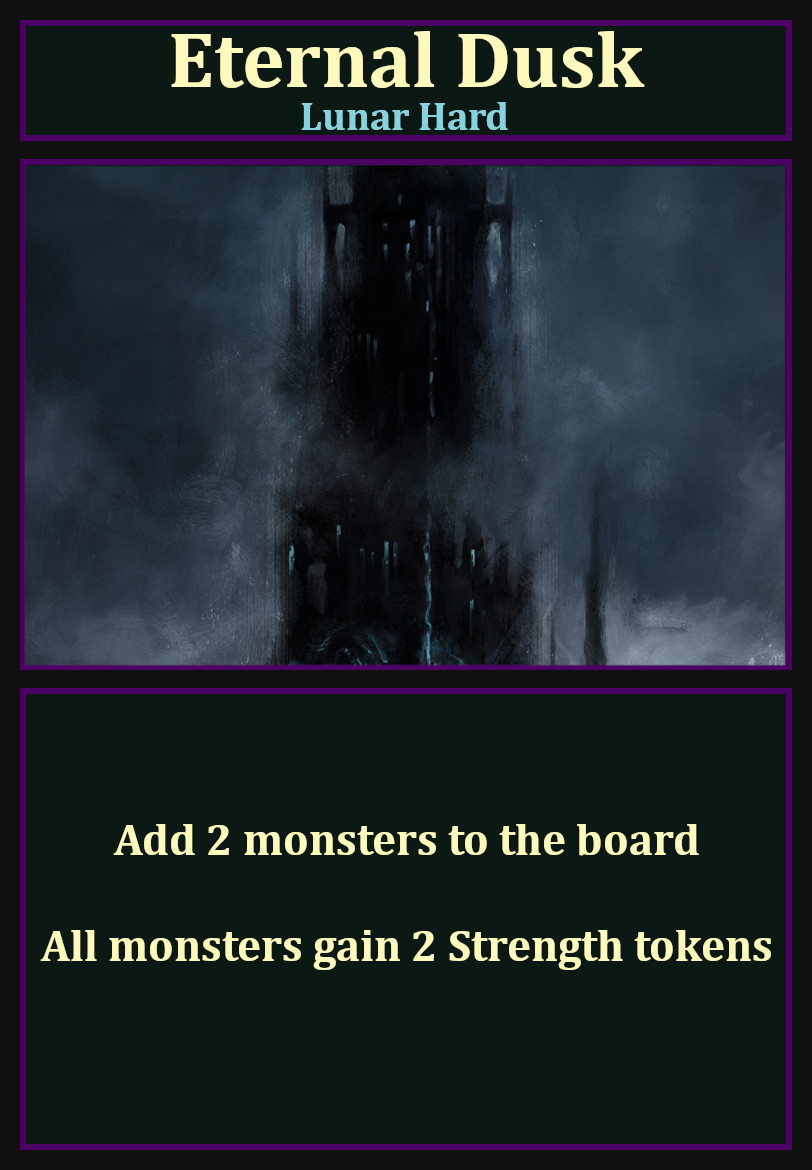 Eternal Dusk
Lunar Hard
Add 2 monsters to the board
All monsters gain 2 Strength tokens